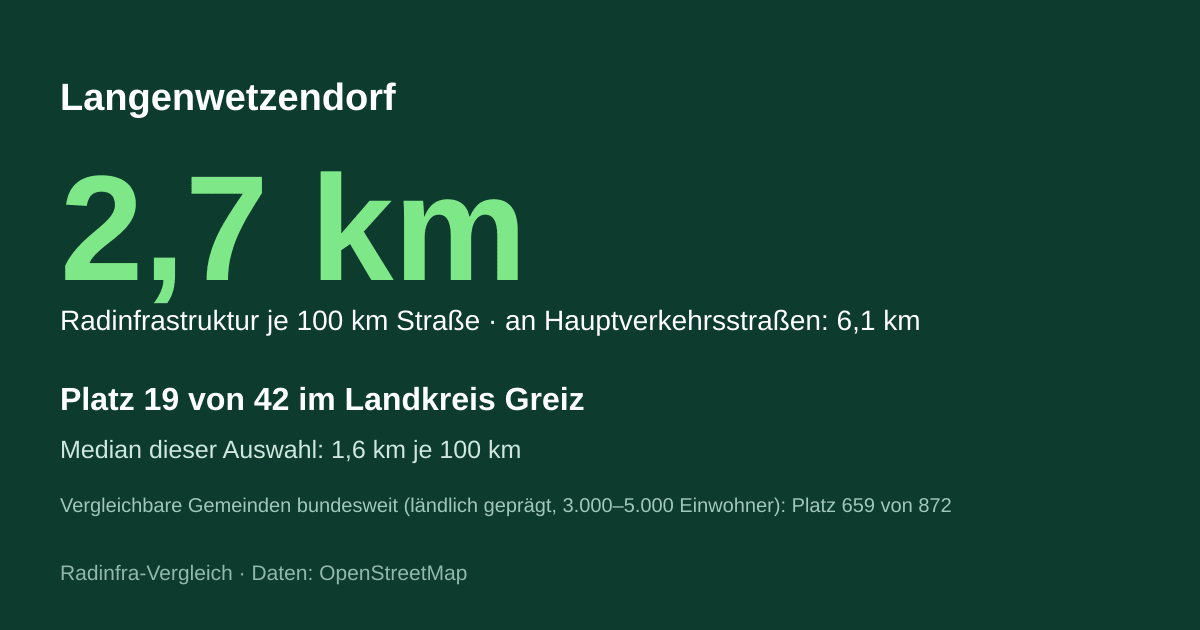 Langenwetzendorf
2,7 km
Radinfrastruktur je 100 km Straße · an Hauptverkehrsstraßen: 6,1 km
Platz 19 von 42 im Landkreis Greiz
Median dieser Auswahl: 1,6 km je 100 km
Vergleichbare Gemeinden bundesweit (ländlich geprägt, 3.000–5.000 Einwohner): Platz 659 von 872
Radinfra-Vergleich · Daten: OpenStreetMap